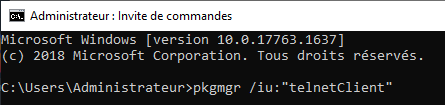 Administrateur : Invite de commandes
Microsoft Windows [version 10.0.17763.1637]
(c) 2018 Microsoft Corporation. Tous droits réservés.
C:\Users\Administrateur>pkgmgr /iu:"telnetClient"